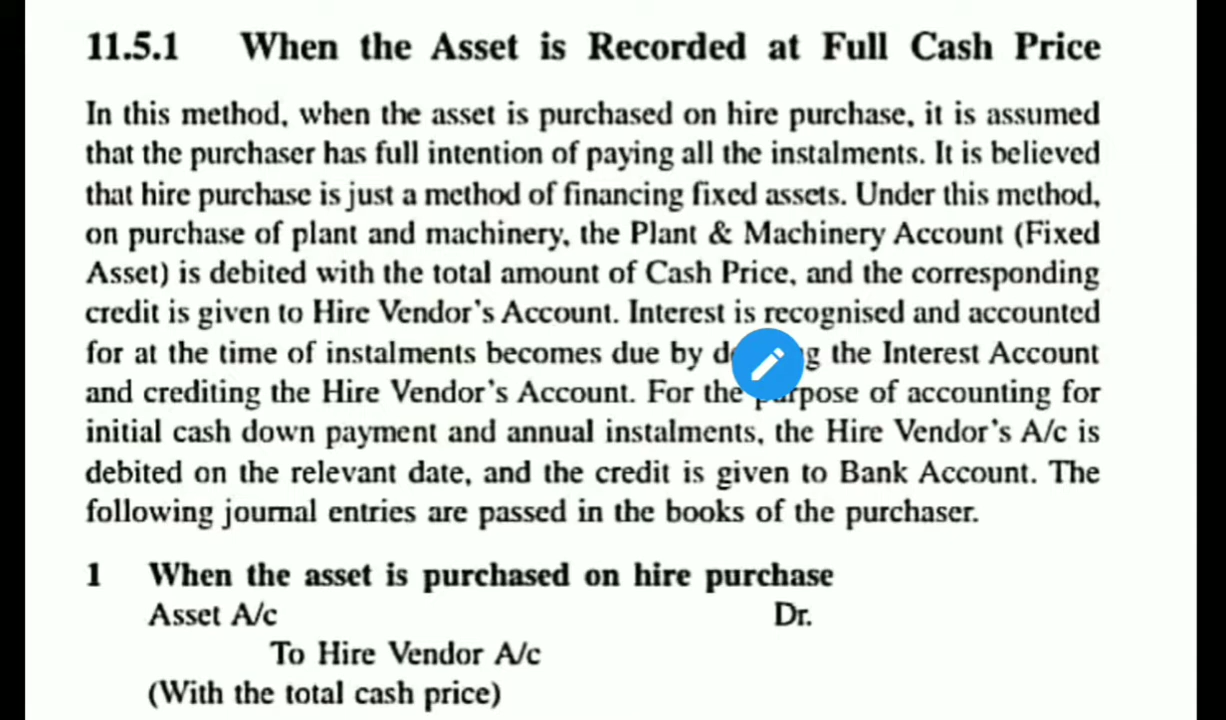 11.5.1 When the Asset is Recorded at Full Cash Price
In this method, when the asset is purchased on hire purchase, it is assumed
that the purchaser has full intention of paying all the instalments. It is believed
that hire purchase is just a method of financing fixed assets. Under this method,
on purchase of plant and machinery, the Plant & Machinery Account (Fixed
Asset) is debited with the total amount of Cash Price, and the corresponding
credit is given to Hire Vendor's Account. Interest is recognised and accounted
for at the time of instalments becomes due by the Interest Account
and crediting the Hire Vendor's Account. For the purpose of accounting for
initial cash down payment and annual instalments, the Hire Vendor's A/c is
debited on the relevant date, and the credit is given to Bank Account. The
following journal entries are passed in the books of the purchaser.
1 When the asset is purchased on hire purchase
Asset A/c Dr.
To Hire Vendor A/c
(With the total cash price)